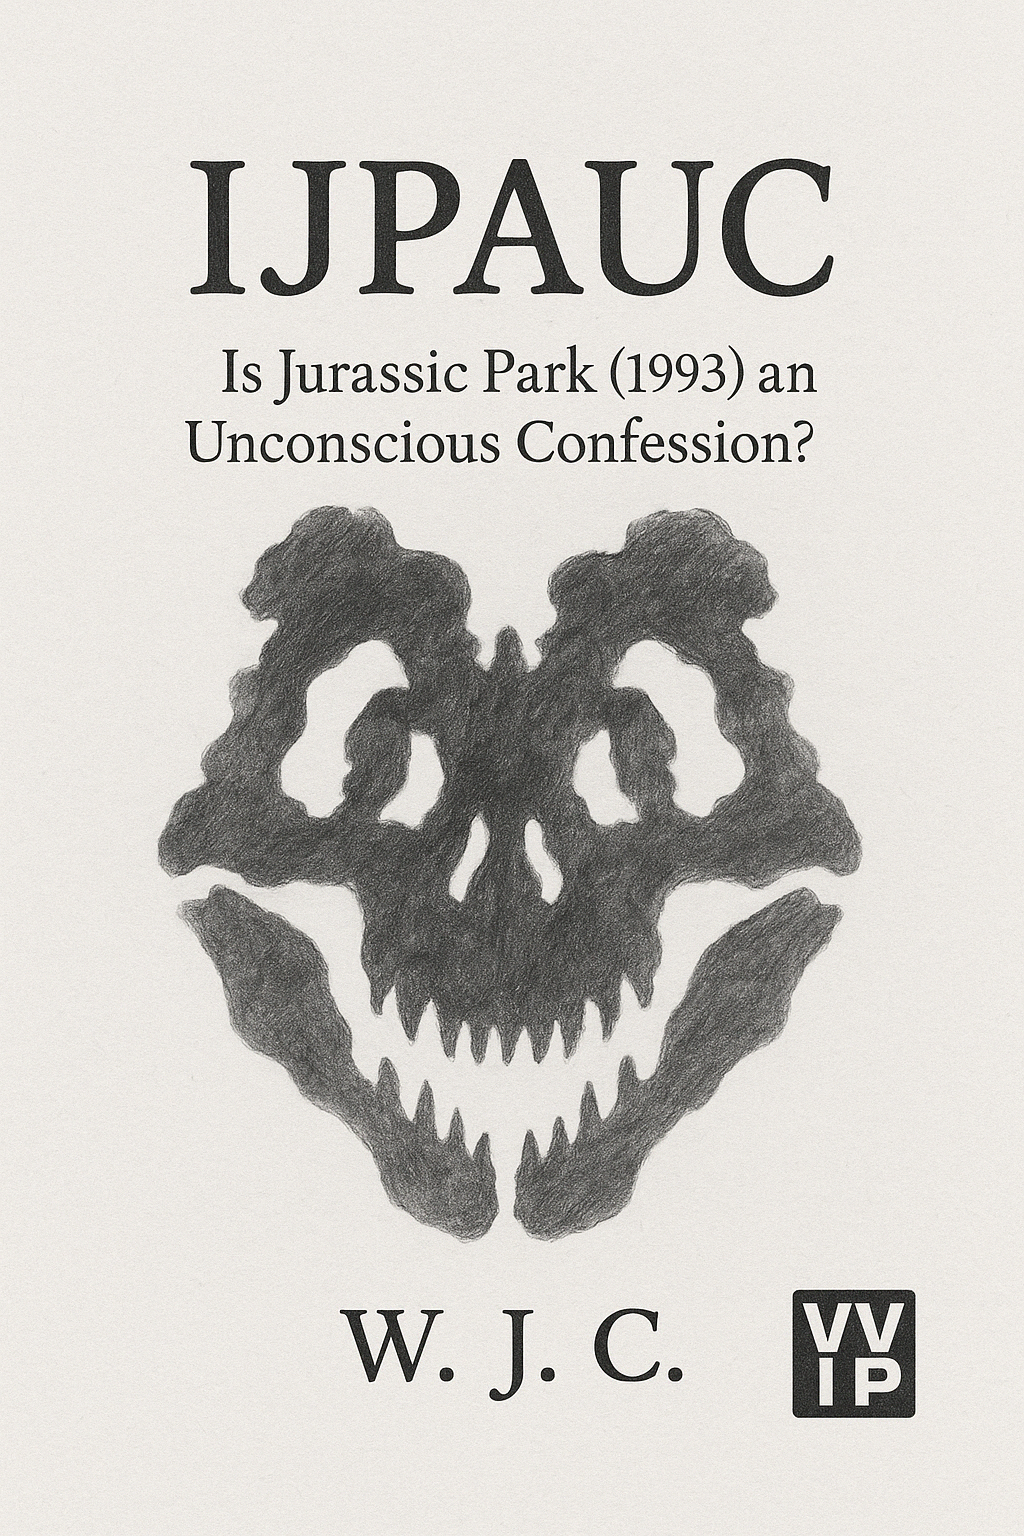 IJPAUC
Is Jurassic Park (1993) an
Unconscious Confession?
W. J. C.
VV
IP